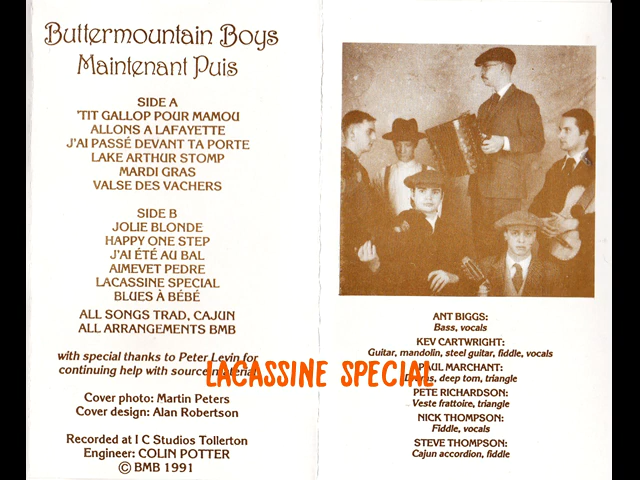 Buttermountain Boys
Maintenant Puis
SIDE A
'TIT GALLOP POUR MAMOU
ALLONS A LAFAYETTE
J'AI PASSÉ DEVANT TA PORTE
LAKE ARTHUR STOMP
MARDI GRAS
VALSE DES VACHERS
SIDE B
JOLIE BLONDE
HAPPY ONE STEP
J'AI ÉTÉ AU BAL
AIMEVET PEDRE
LACASSINE SPECIAL
BLUES À BÉBÉ
ALL SONGS TRAD, CAJUN
ALL ARRANGEMENTS BMB
with special thanks to Peter Levin for
continuing help with source material
Cover photo: Martin Peters
Cover design: Alan Robertson
Recorded at I C Studios Tollerton
Engineer: COLIN POTTER
© BMB 1991
LACASSINE SPECIAL
ANT BIGGS:
Bass, vocals
KEV CARTWRIGHT:
Guitar, mandolin, steel guitar, fiddle, vocals
PAUL MARCHANT:
Drums, deep tom, triangle
PETE RICHARDSON:
Veste frattoire, triangle
NICK THOMPSON:
Fiddle, vocals
STEVE THOMPSON:
Cajun accordion, fiddle